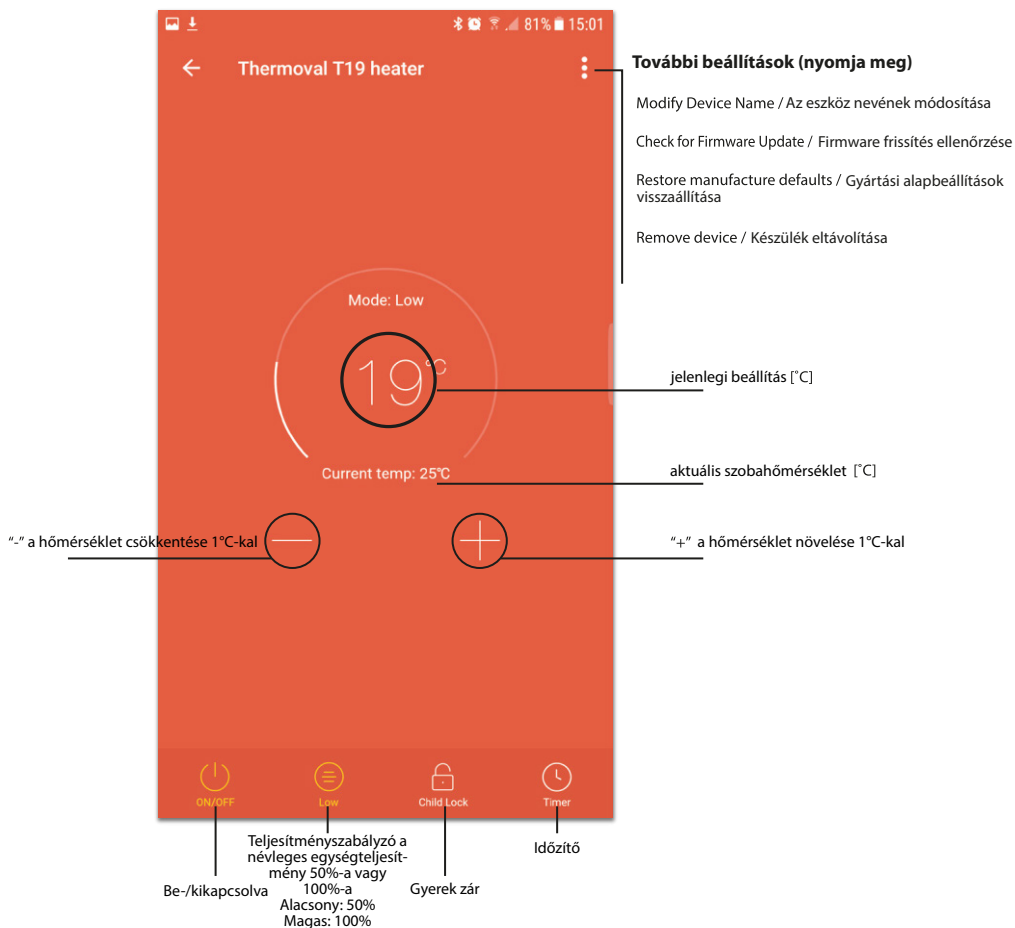 81% 15:01
Thermoval T19 heater
További beállítások (nyomja meg)
Modify Device Name / Az eszköz nevének módosítása
Check for Firmware Update / Firmware frissítés ellenőrzése
Restore manufacture defaults / Gyártási alapbeállítások
visszaállítása
Remove device / Készülék eltávolítása
Mode: Low
19°C
jelenlegi beállítás [˚C]
Current temp: 25℃
aktuális szobahőmérséklet [˚C]
“-” a hőmérséklet csökkentése 1°C-kal
“+” a hőmérséklet növelése 1°C-kal
ON/OFF
Low
Child Lock
Timer
Be-/kikapcsolva
Teljesítményszabályzó a
névleges egységteljesít-
mény 50%-a vagy
100%-a
Alacsony: 50%
Magas: 100%
Gyerek zár
Időzítő